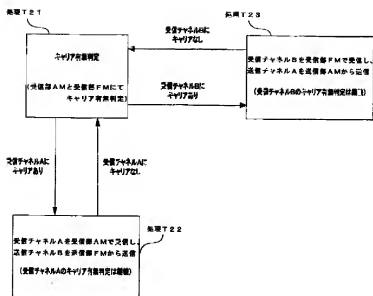 処理T21
処理T23
キャリア有無判定
(受信部AMと受信部FMにて
キャリア有無判定)
受信チャネルBに
キャリアなし
受信チャネルBに
キャリアあり
受信チャネルBを受信部FMで受信し、
送信チャネルAを送信部AMから送信
(受信チャネルBのキャリア有無判定は継続)
受信チャネルAに
キャリアあり
受信チャネルAに
キャリアなし
処理T22
受信チャネルAを受信部AMで受信し、
送信チャネルBを送信部FMから送信
(受信チャネルAのキャリア有無判定は継続)